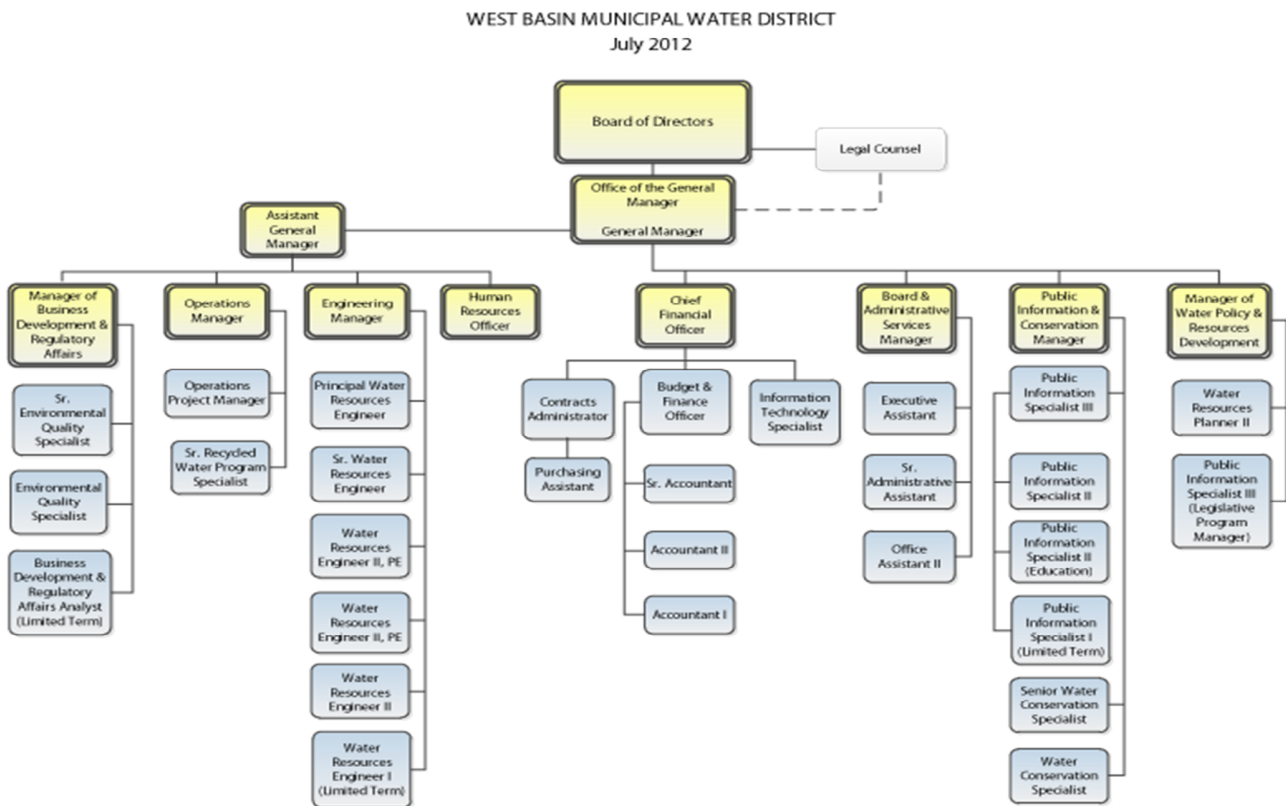 WEST BASIN MUNICIPAL WATER DISTRICT
July 2012
Board of Directors
Legal Counsel
Office of the General
Manager
General Manager
Assistant
General
Manager
Manager of
Business
Development &
Regulatory
Affairs
Operations
Manager
Engineering
Manager
Human
Resources
Officer
Chief
Financial
Officer
Board &
Administrative
Services
Manager
Public
Information &
Conservation
Manager
Manager of
Water Policy &
Resources
Development
Sr.
Environmental
Quality
Specialist
Environmental
Quality
Specialist
Business
Development &
Regulatory
Affairs Analyst
(Limited Term)
Operations
Project Manager
Sr. Recycled
Water Program
Specialist
Principal Water
Resources
Engineer
Sr. Water
Resources
Engineer
Water
Resources
Engineer II, PE
Water
Resources
Engineer II, PE
Water
Resources
Engineer II
Water
Resources
Engineer I
(Limited Term)
Contracts
Administrator
Purchasing
Assistant
Budget &
Finance
Officer
Sr. Accountant
Accountant II
Accountant I
Information
Technology
Specialist
Executive
Assistant
Sr.
Administrative
Assistant
Office
Assistant II
Public
Information
Specialist III
Public
Information
Specialist II
Public
Information
Specialist II
(Education)
Public
Information
Specialist I
(Limited Term)
Senior Water
Conservation
Specialist
Water
Conservation
Specialist
Water
Resources
Planner II
Public
Information
Specialist III
(Legislative
Program
Manager)